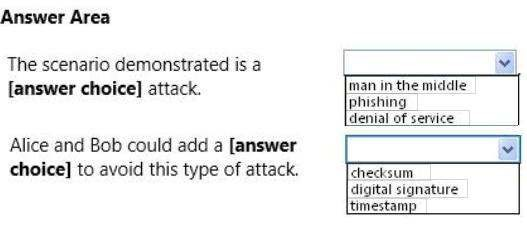 Answer Area
The scenario demonstrated is a
[answer choice] attack.
man in the middle
phishing
denial of service
Alice and Bob could add a [answer
choice] to avoid this type of attack.
checksum
digital signature
timestamp